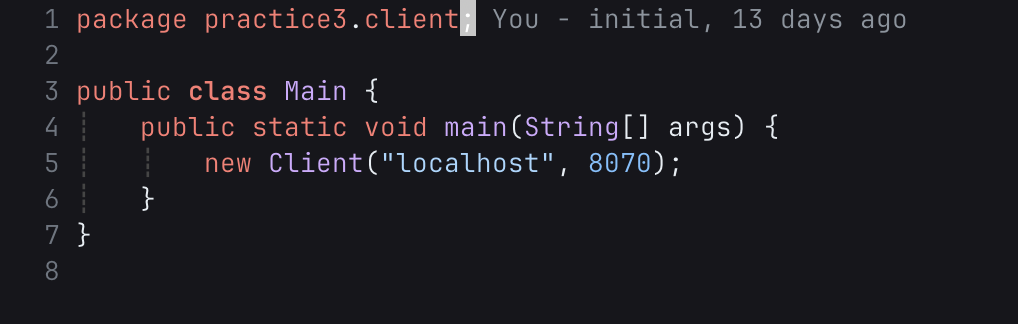 1 package practice3.client; You - initial, 13 days ago
2
3 public class Main {
4     public static void main(String[] args) {
5         new Client("localhost", 8070);
6     }
7 }
8